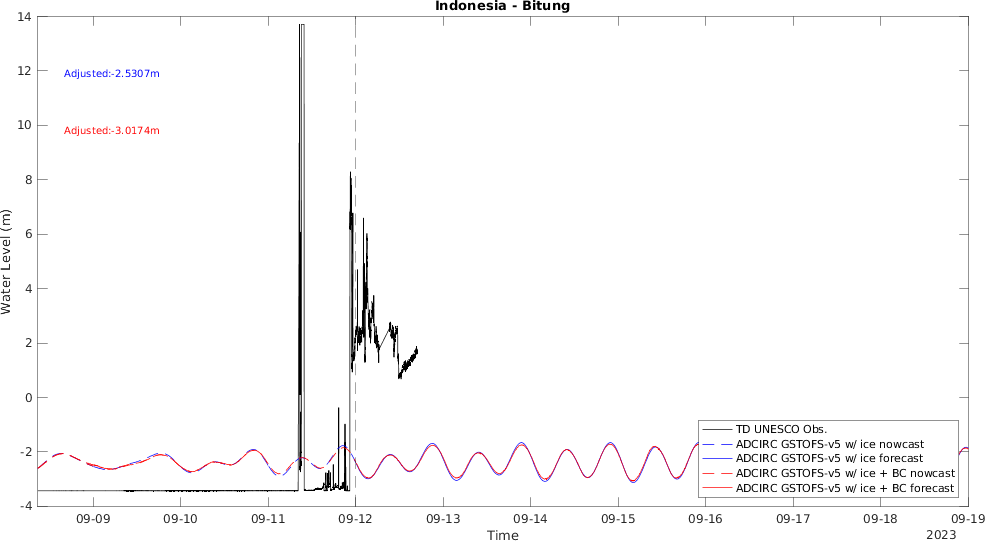 Indonesia - Bitung
14
12
10
8
6
4
2
0
-2
-4
Water Level (m)
Adjusted:-2.5307m
Adjusted:-3.0174m
TD UNESCO Obs.
ADCIRC GSTOFS-v5 w/ ice nowcast
ADCIRC GSTOFS-v5 w/ ice forecast
ADCIRC GSTOFS-v5 w/ ice + BC nowcast
ADCIRC GSTOFS-v5 w/ ice + BC forecast
09-09 09-10 09-11 09-12 09-13 09-14 09-15 09-16 09-17 09-18 09-19
Time
2023